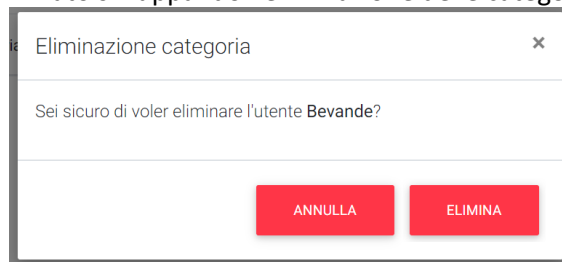 Eliminazione categoria ×
Sei sicuro di voler eliminare l'utente Bevande?
ANNULLA ELIMINA